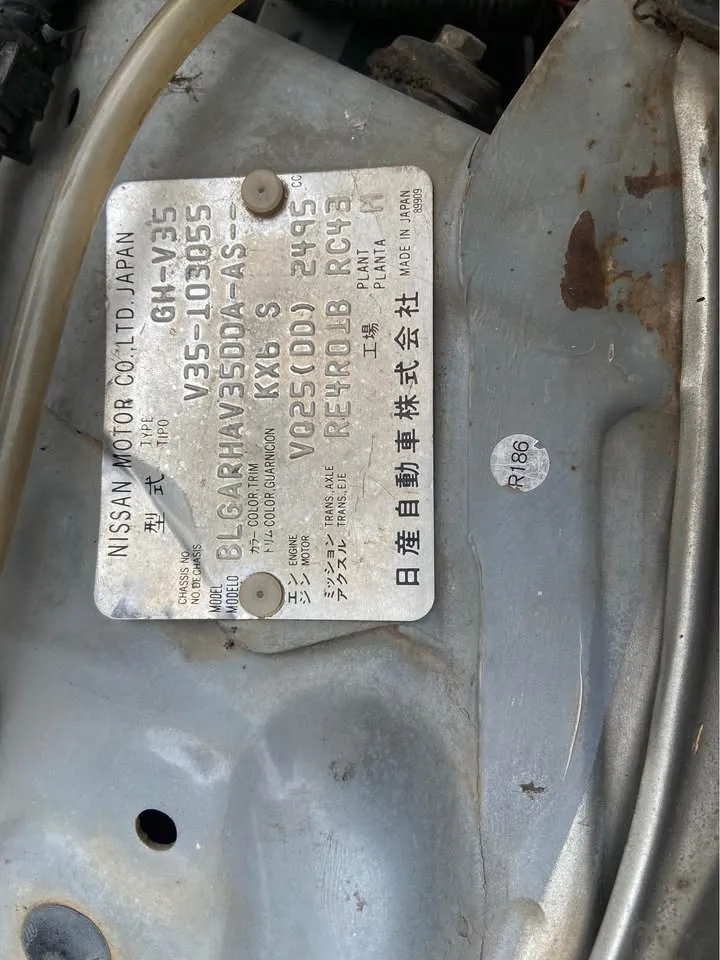 NISSAN MOTOR CO., LTD. JAPAN
型式 TYPE TIPO GH-V35
CHASSIS NO. NO. DE CHASIS V35-103055
MODEL MODELO BLGARHAV35DDA-AS--
カラー COLOR, TRIM
トリム COLOR, GUARNICION KX6 S
エンジン ENGINE MOTOR VQ25(DD) 2495 CC
ミッション TRANS., AXLE
アクスル TRANS., EJE RE4R01B RC43
工場 PLANT PLANTA M
日産自動車株式会社 MADE IN JAPAN
89909
R186